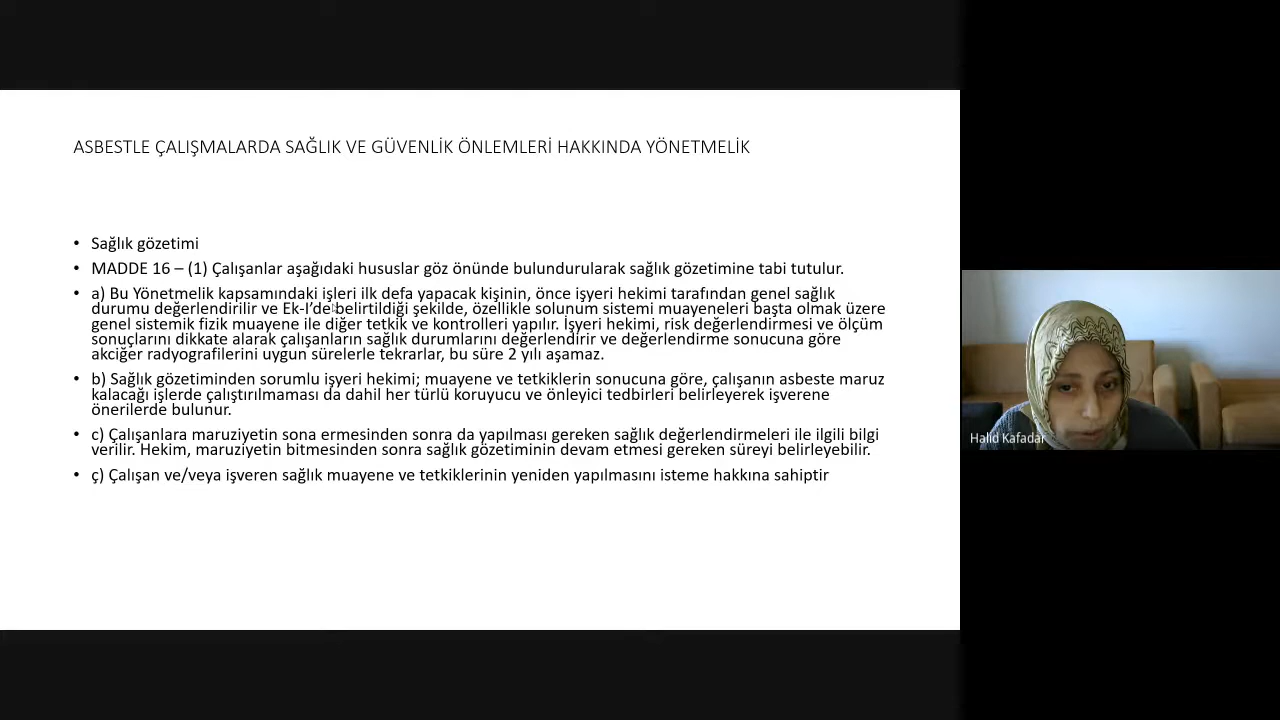 ASBESTLE ÇALIŞMALARDA SAĞLIK VE GÜVENLİK ÖNLEMLERİ HAKKINDA YÖNETMELİK
• Sağlık gözetimi
• MADDE 16 – (1) Çalışanlar aşağıdaki hususlar göz önünde bulundurularak sağlık gözetimine tabi tutulur.
• a) Bu Yönetmelik kapsamındaki işleri ilk defa yapacak kişinin, önce işyeri hekimi tarafından genel sağlık
durumu değerlendirilir ve Ek-I’de belirtildiği şekilde, özellikle solunum sistemi muayeneleri başta olmak üzere
genel sistemik fizik muayene ile diğer tetkik ve kontrolleri yapılır. İşyeri hekimi, risk değerlendirmesi ve ölçüm
sonuçlarını dikkate alarak çalışanların sağlık durumlarını değerlendirir ve değerlendirme sonucuna göre
akciğer radyografilerini uygun sürelerle tekrarlar, bu süre 2 yılı aşamaz.
• b) Sağlık gözetiminden sorumlu işyeri hekimi; muayene ve tetkiklerin sonucuna göre, çalışanın asbeste maruz
kalacağı işlerde çalıştırılmaması da dahil her türlü koruyucu ve önleyici tedbirleri belirleyerek işverene
önerilerde bulunur.
• c) Çalışanlara maruziyetin sona ermesinden sonra da yapılması gereken sağlık değerlendirmeleri ile ilgili bilgi
verilir. Hekim, maruziyetin bitmesinden sonra sağlık gözetiminin devam etmesi gereken süreyi belirleyebilir.
• ç) Çalışan ve/veya işveren sağlık muayene ve tetkiklerinin yeniden yapılmasını isteme hakkına sahiptir
Halid Kafadar